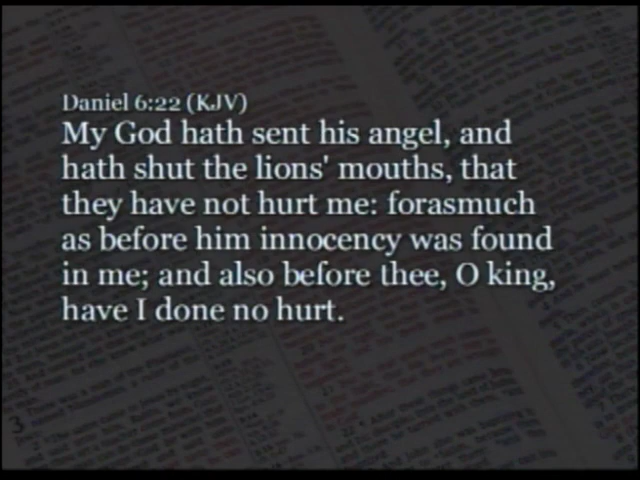 Daniel 6:22 (KJV)
My God hath sent his angel, and
hath shut the lions' mouths, that
they have not hurt me: forasmuch
as before him innocency was found
in me; and also before thee, O king,
have I done no hurt.